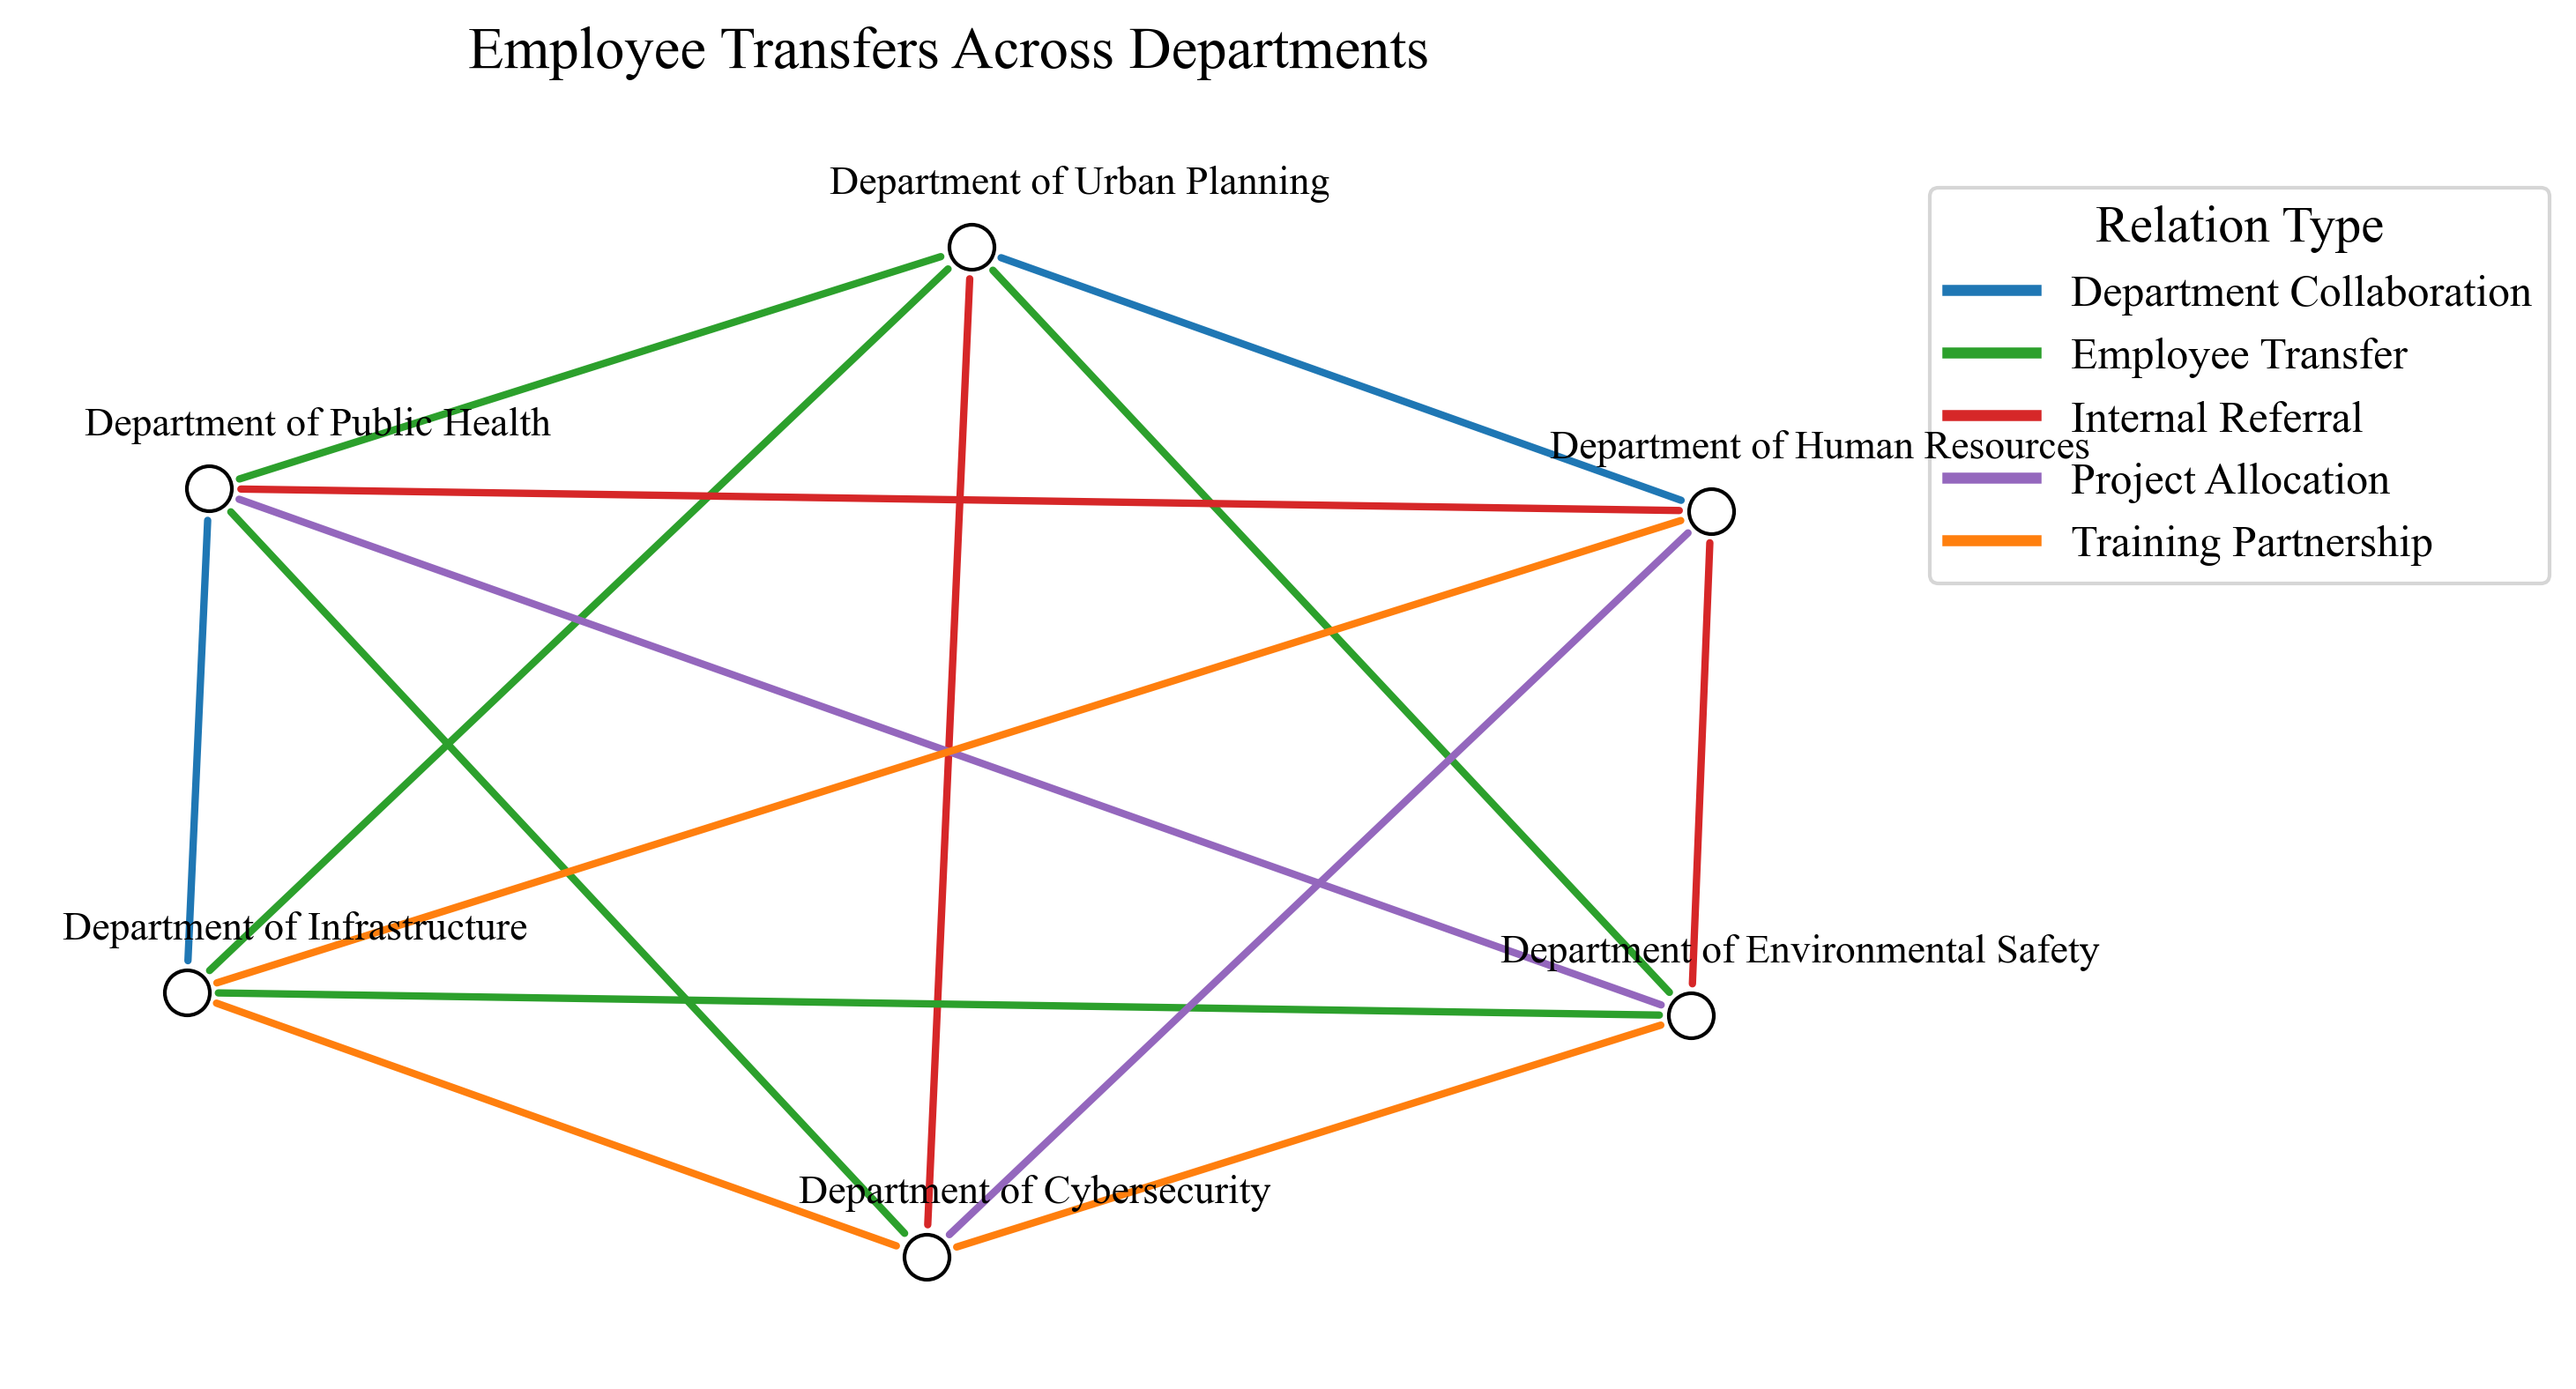 Employee Transfers Across Departments
Department of Urban Planning
Department of Public Health
Department of Human Resources
Department of Infrastructure
Department of Environmental Safety
Department of Cybersecurity
Relation Type
Department Collaboration
Employee Transfer
Internal Referral
Project Allocation
Training Partnership